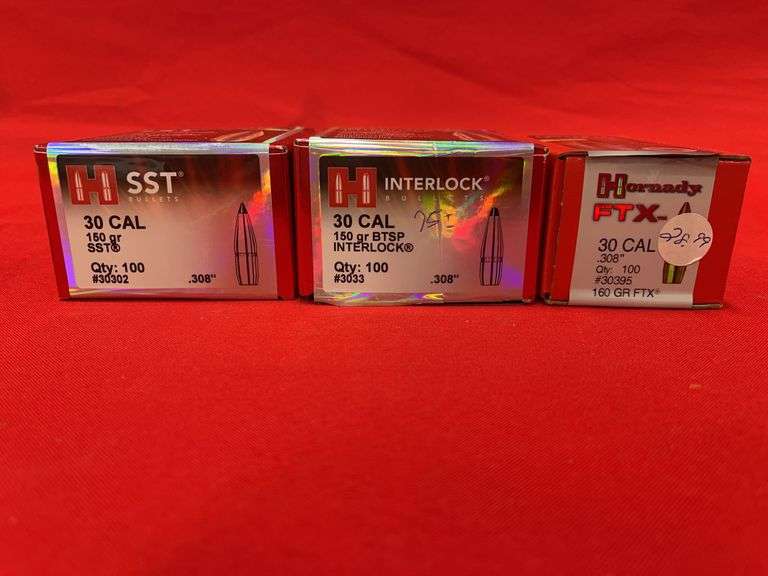 H SST®
BULLETS
30 CAL
150 gr
SST®
Qty: 100
#30302
.308"
H INTERLOCK®
BULLETS
30 CAL
150 gr BTSP
INTERLOCK®
Qty: 100
#3033
.308"
Hornady
FTX
30 CAL
.308"
Qty: 100
#30395
160 GR FTX®